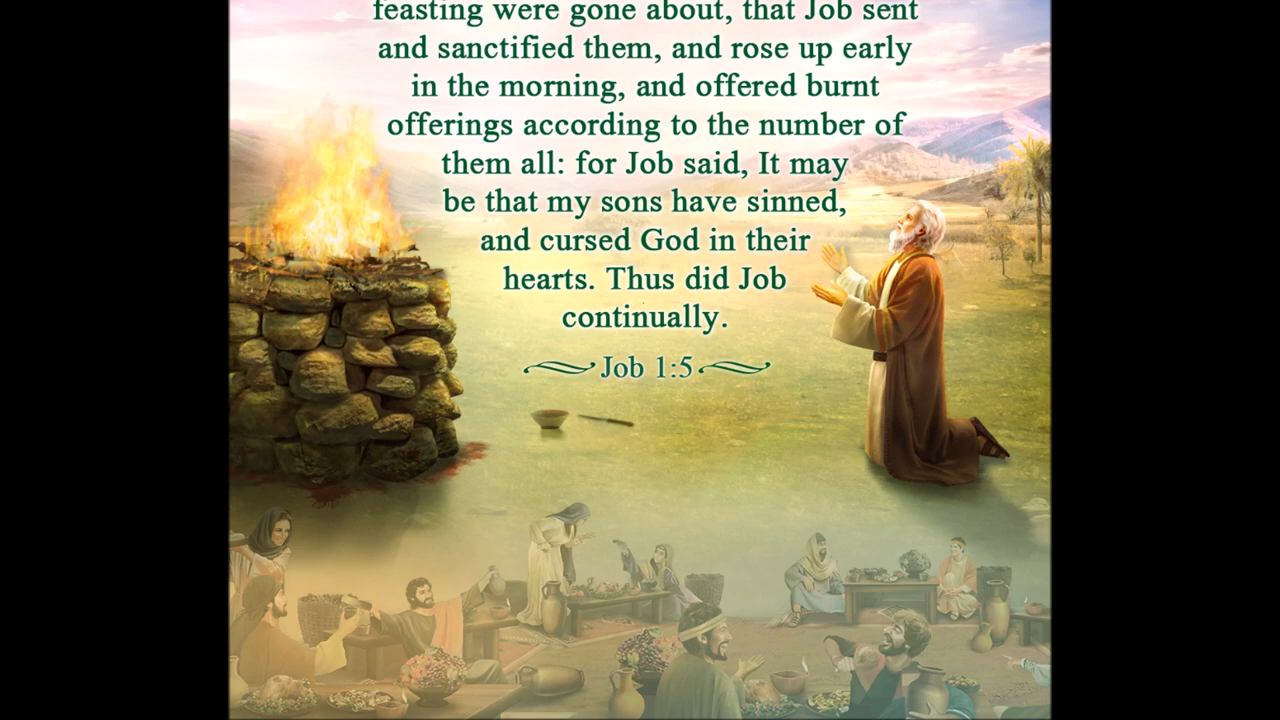 feasting were gone about, that Job sent
and sanctified them, and rose up early
in the morning, and offered burnt
offerings according to the number of
them all: for Job said, It may
be that my sons have sinned,
and cursed God in their
hearts. Thus did Job
continually.
Job 1:5